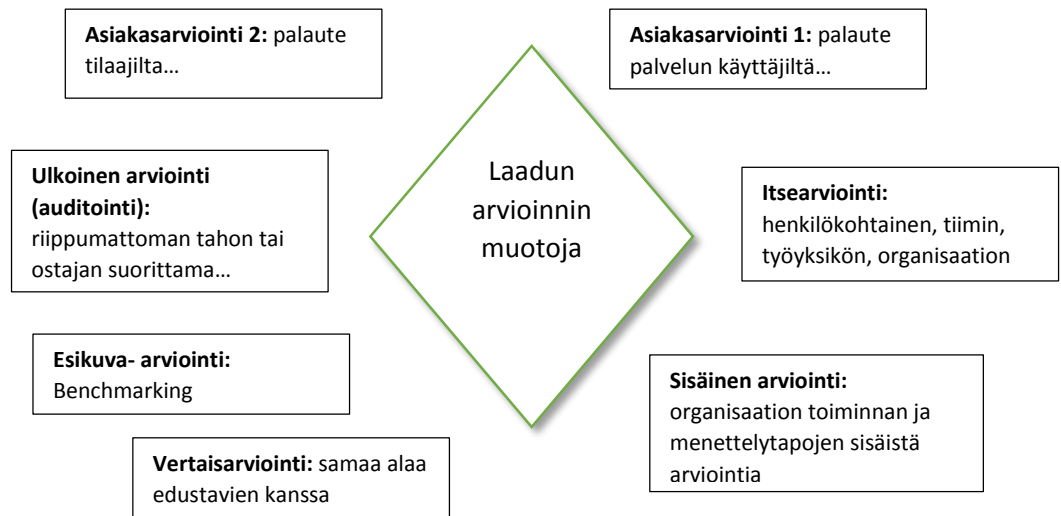 Asiakasarviointi 2: palaute
tilaajilta…
Asiakasarviointi 1: palaute
palvelun käyttäjiltä…
Laadun
arvioinnin
muotoja
Ulkoinen arviointi
(auditointi):
riippumattoman tahon tai
ostajan suorittama…
Itsearviointi:
henkilökohtainen, tiimin,
työyksikön, organisaation
Esikuva- arviointi:
Benchmarking
Sisäinen arviointi:
organisaation toiminnan ja
menettelytapojen sisäistä
arviointia
Vertaisarviointi: samaa alaa
edustavien kanssa